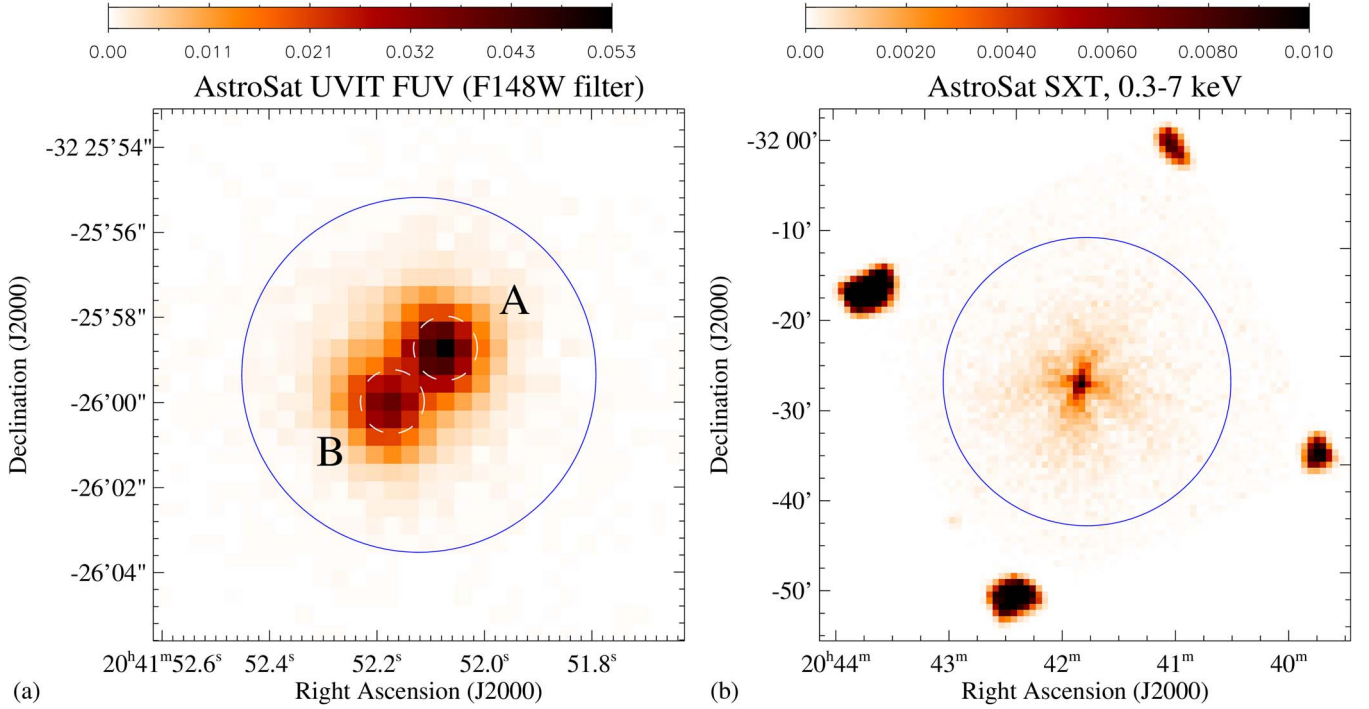 0.00 0.011 0.021 0.032 0.043 0.053
AstroSat UVIT FUV (F148W filter)
-32 25'54"
-25'56"
-25'58"
-26'00"
-26'02"
-26'04"
Declination (J2000)
A
B
20ʰ41ᵐ52.6ˢ 52.4ˢ 52.2ˢ 52.0ˢ 51.8ˢ
Right Ascension (J2000)
(a)
0.00 0.0020 0.0040 0.0060 0.0080 0.010
AstroSat SXT, 0.3-7 keV
-32 00'
-10'
-20'
-30'
-40'
-50'
Declination (J2000)
20ʰ44ᵐ 43ᵐ 42ᵐ 41ᵐ 40ᵐ
Right Ascension (J2000)
(b)